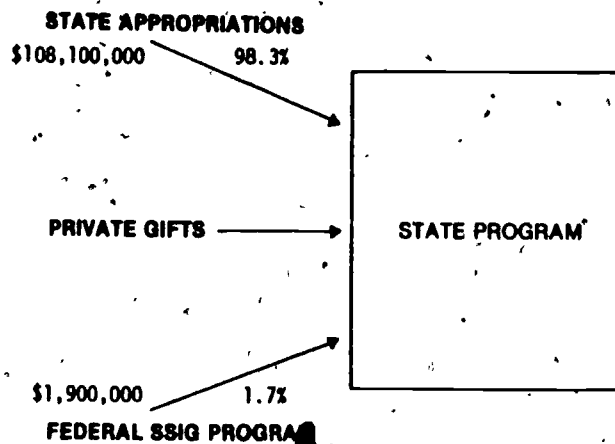 STATE APPROPRIATIONS
$108,100,000 98.3%
PRIVATE GIFTS
STATE PROGRAM
$1,900,000 1.7%
FEDERAL SSIG PROGRAM